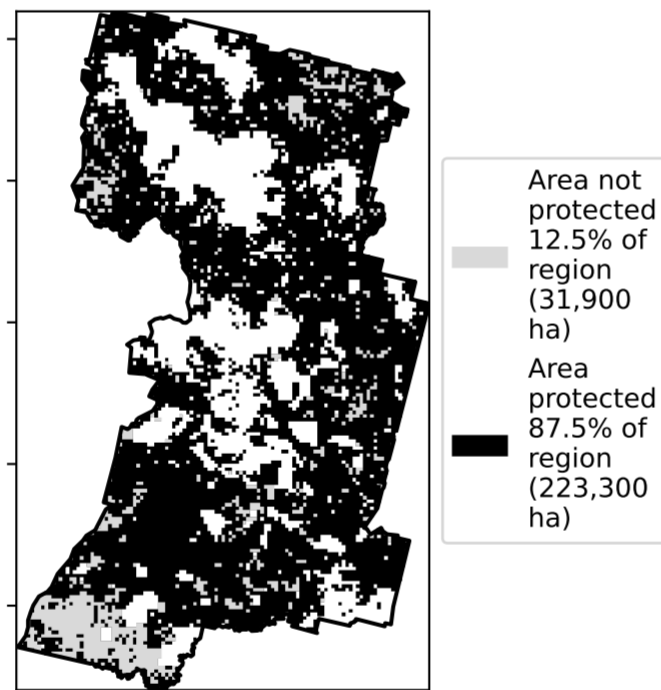 Area not
protected
12.5% of
region
(31,900
ha)
Area
protected
87.5% of
region
(223,300
ha)